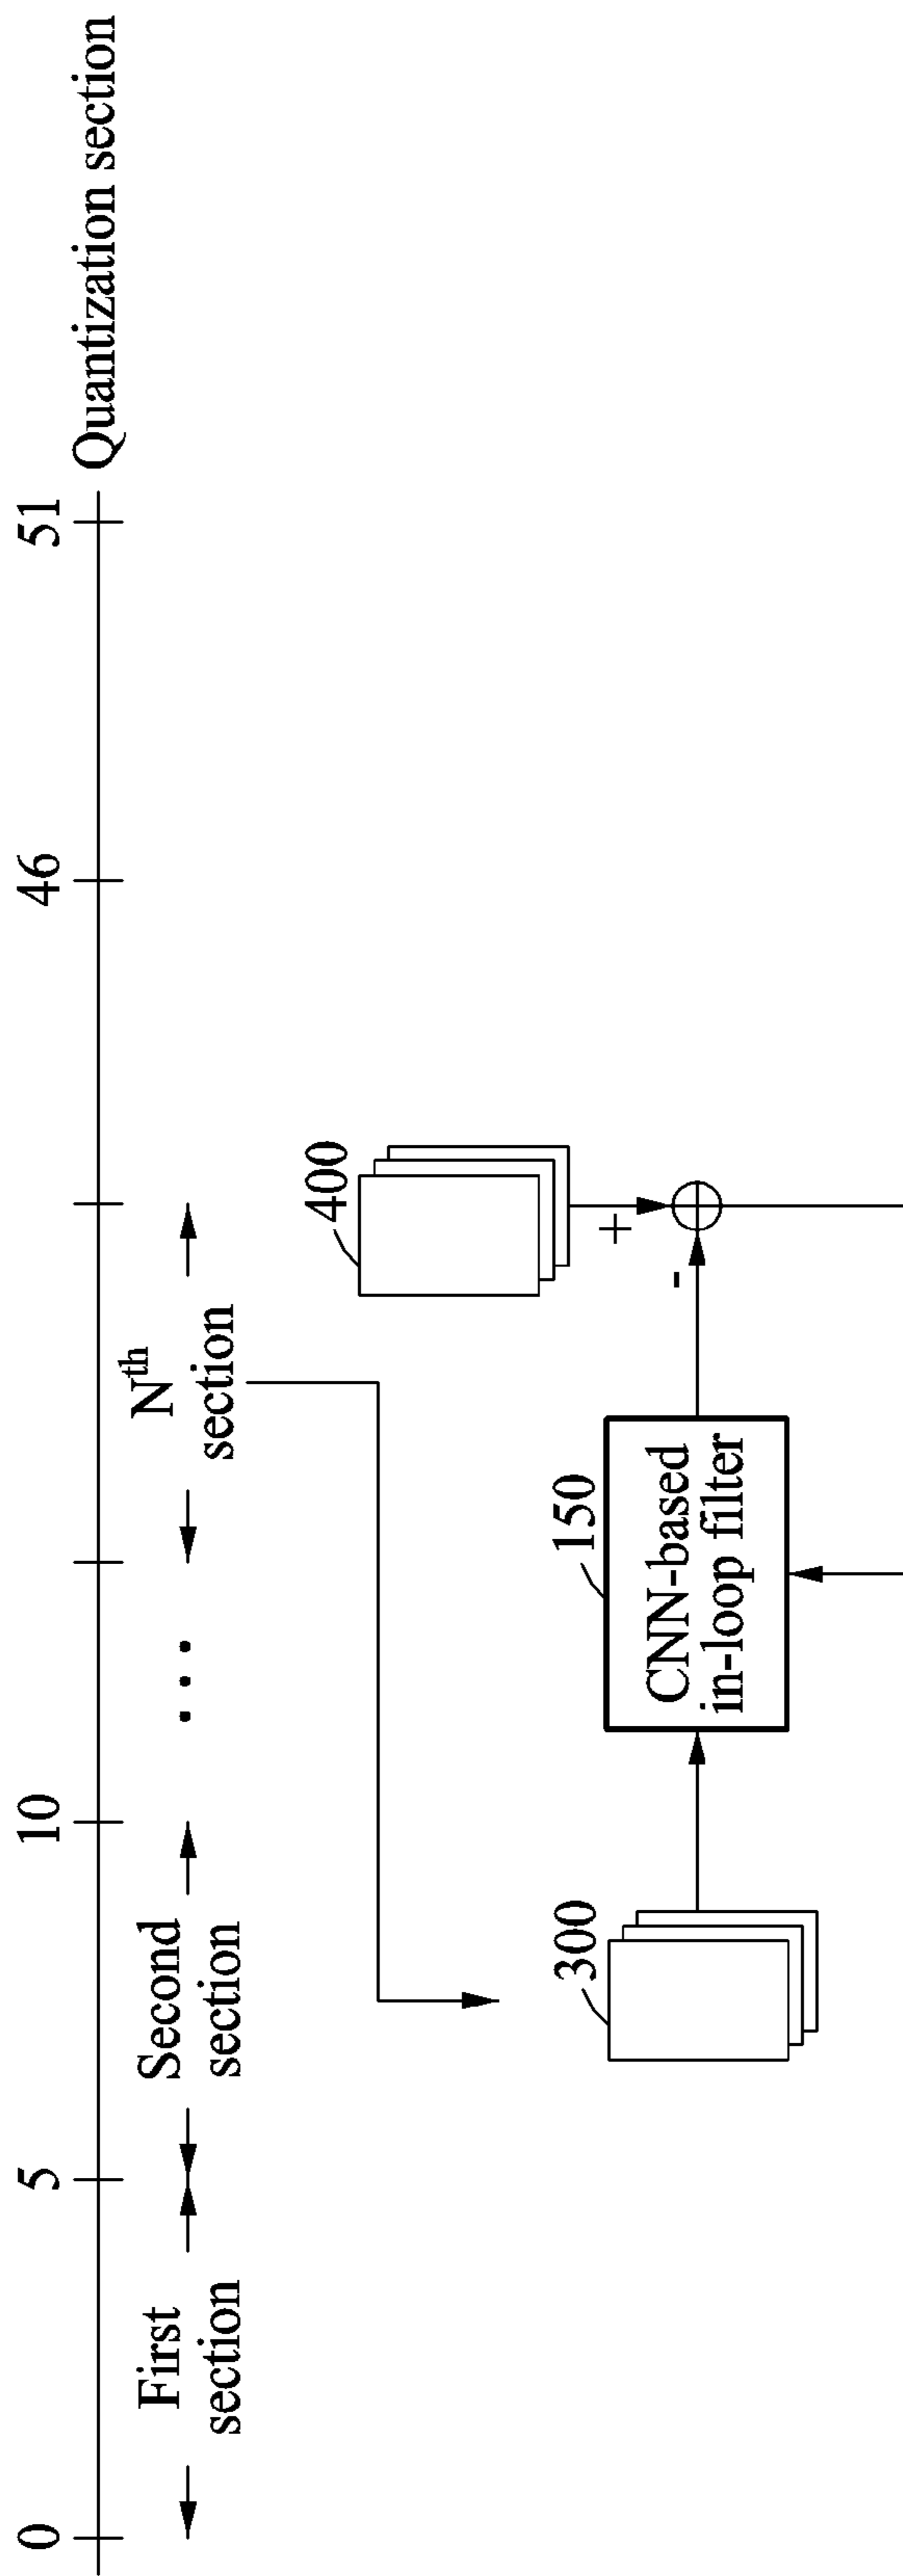 0 5 10 46 51
Quantization section
First
section
Second
section
...
Nth
section
300
150
CNN-based
in-loop filter
400
+
-